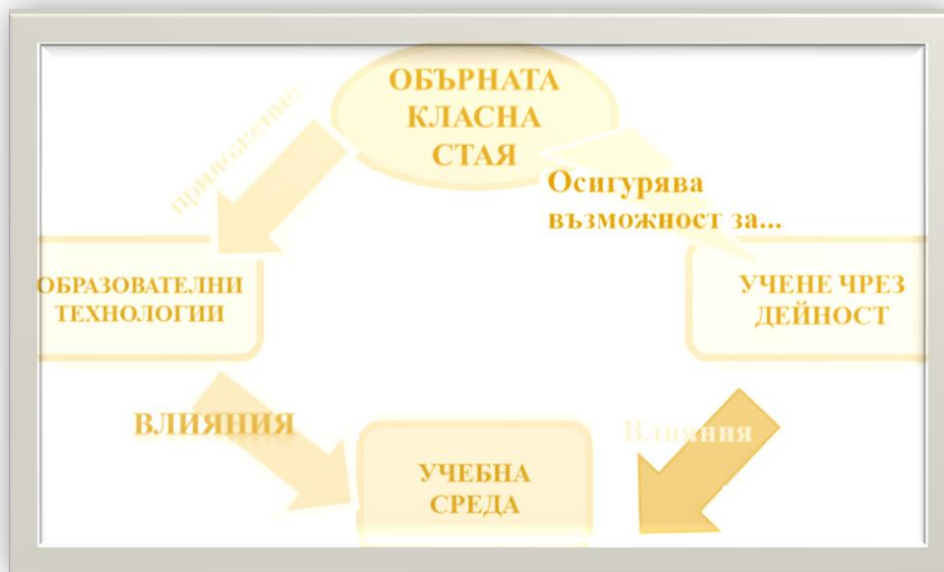 ОБЪРНАТА
КЛАСНА
СТАЯ
приложение
Осигурява
възможност за...
ОБРАЗОВАТЕЛНИ
ТЕХНОЛОГИИ
УЧЕНЕ ЧРЕЗ
ДЕЙНОСТ
ВЛИЯНИЯ
Влияния
УЧЕБНА
СРЕДА